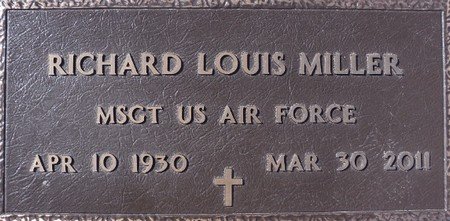 RICHARD LOUIS MILLER
MSGT US AIR FORCE
APR 10 1930 MAR 30 2011